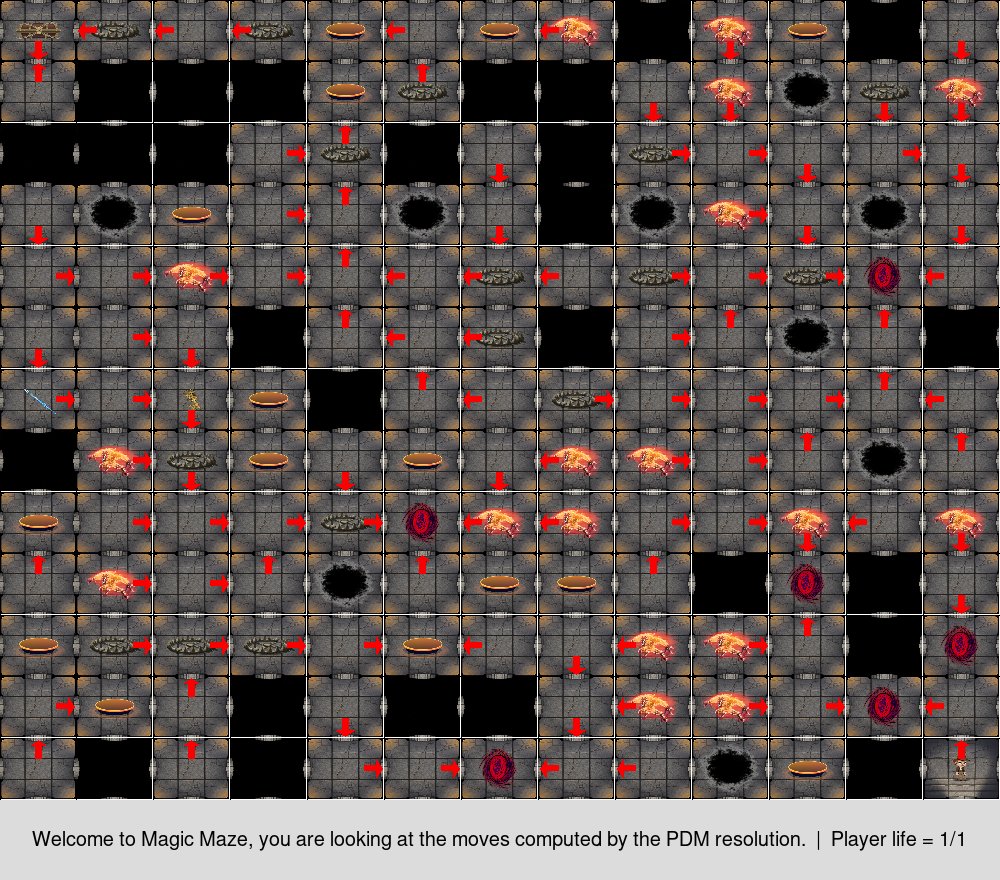 Welcome to Magic Maze, you are looking at the moves computed by the PDM resolution.  |  Player life = 1/1